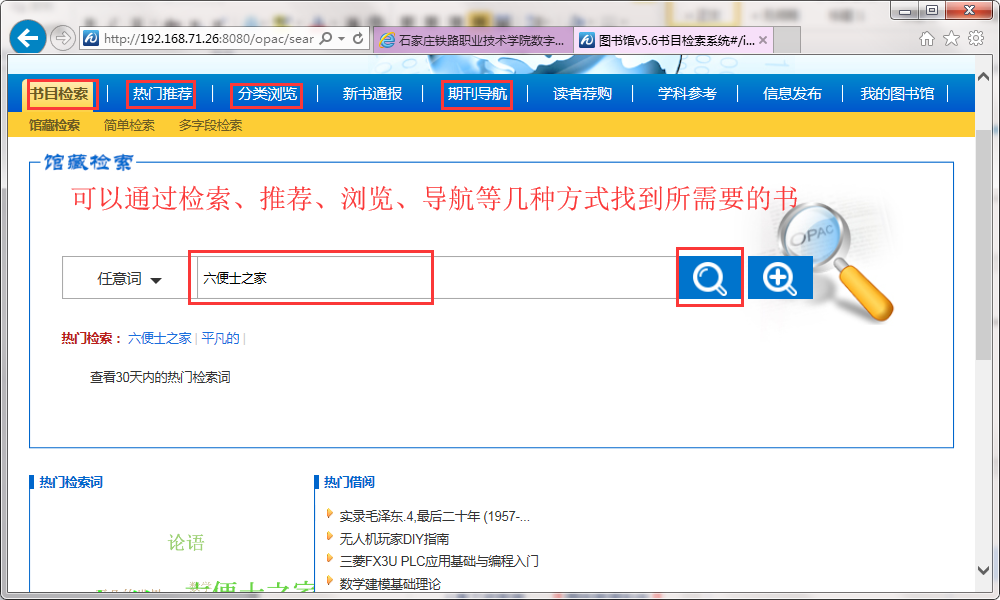 http://192.168.71.26:8080/opac/sear
石家庄铁路职业技术学院数字...
图书馆v5.6书目检索系统#/i...
书目检索 热门推荐 分类浏览 新书通报 期刊导航 读者荐购 学科参考 信息发布 我的图书馆
馆藏检索 简单检索 多字段检索
馆藏检索
可以通过检索、推荐、浏览、导航等几种方式找到所需要的书
OPAC
任意词 六便士之家
热门检索： 六便士之家 | 平凡的 |
查看30天内的热门检索词
热门检索词
热门借阅
实录毛泽东.4,最后二十年 (1957-...
无人机玩家DIY指南
论语
三菱FX3U PLC应用基础与编程入门
数学建模基础理论
便士之家